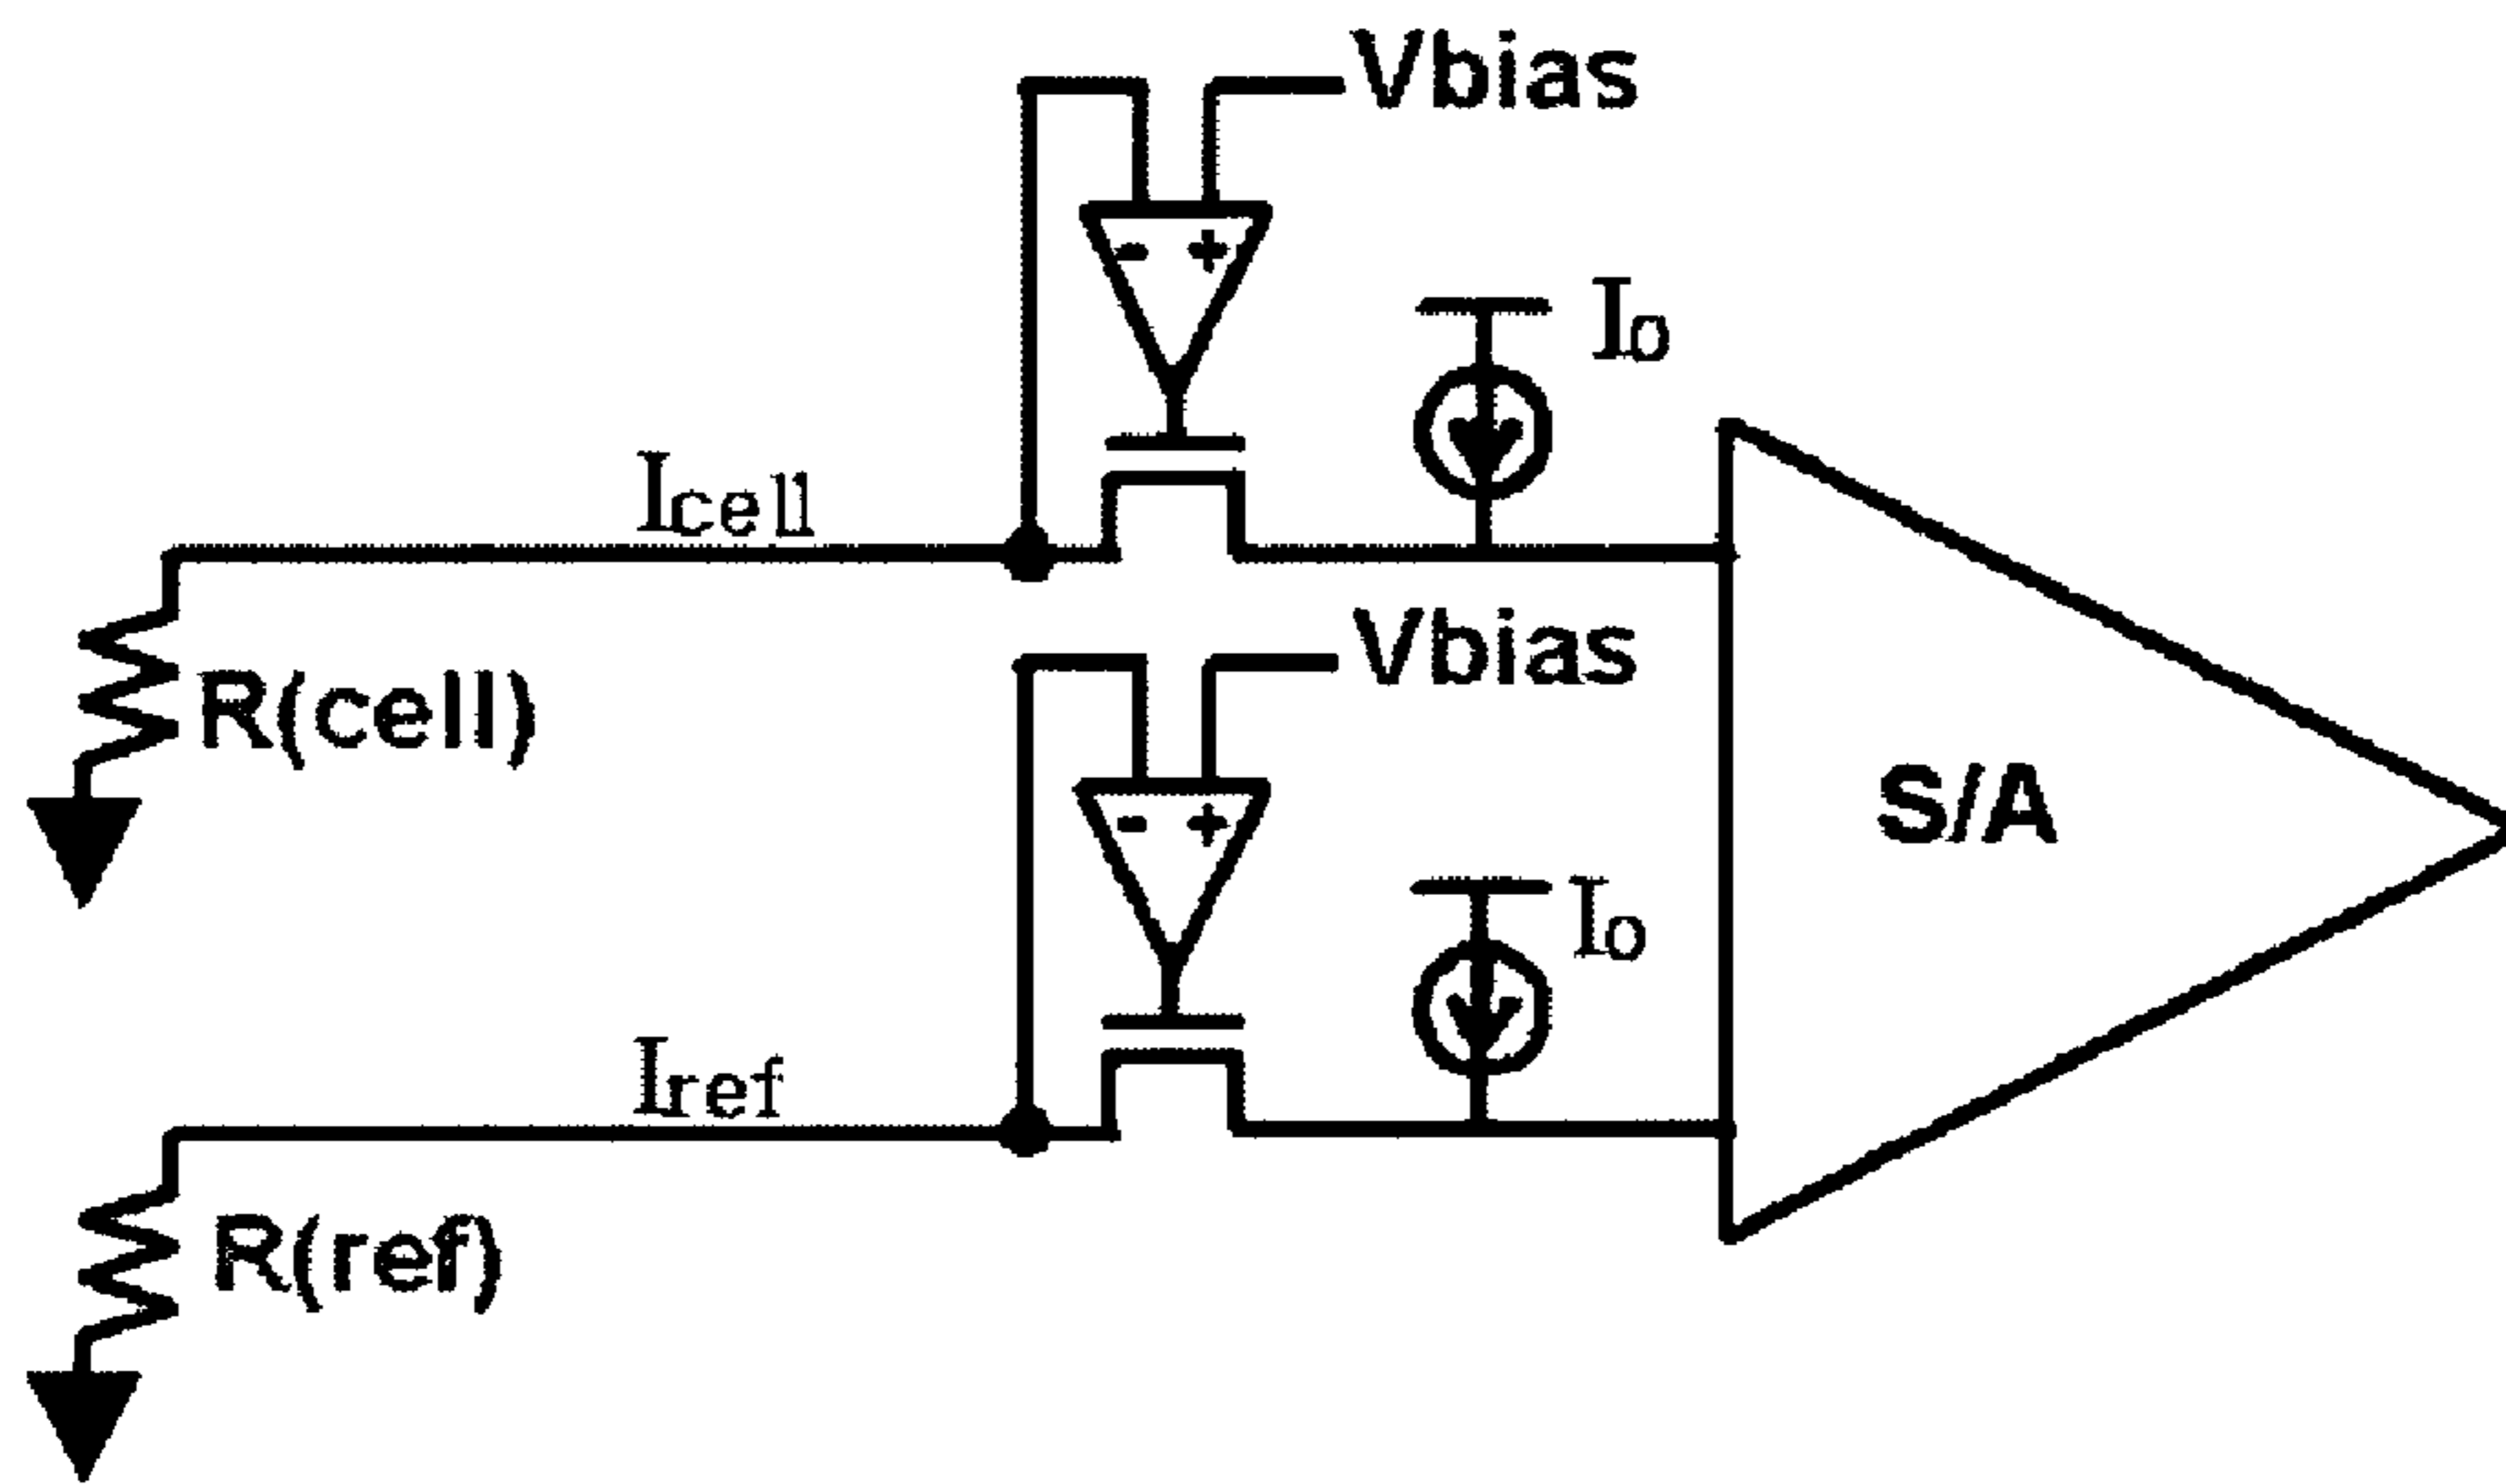 Vbias
- +
Io
Icell
R(cell)
Vbias
- +
S/A
Io
Iref
R(ref)